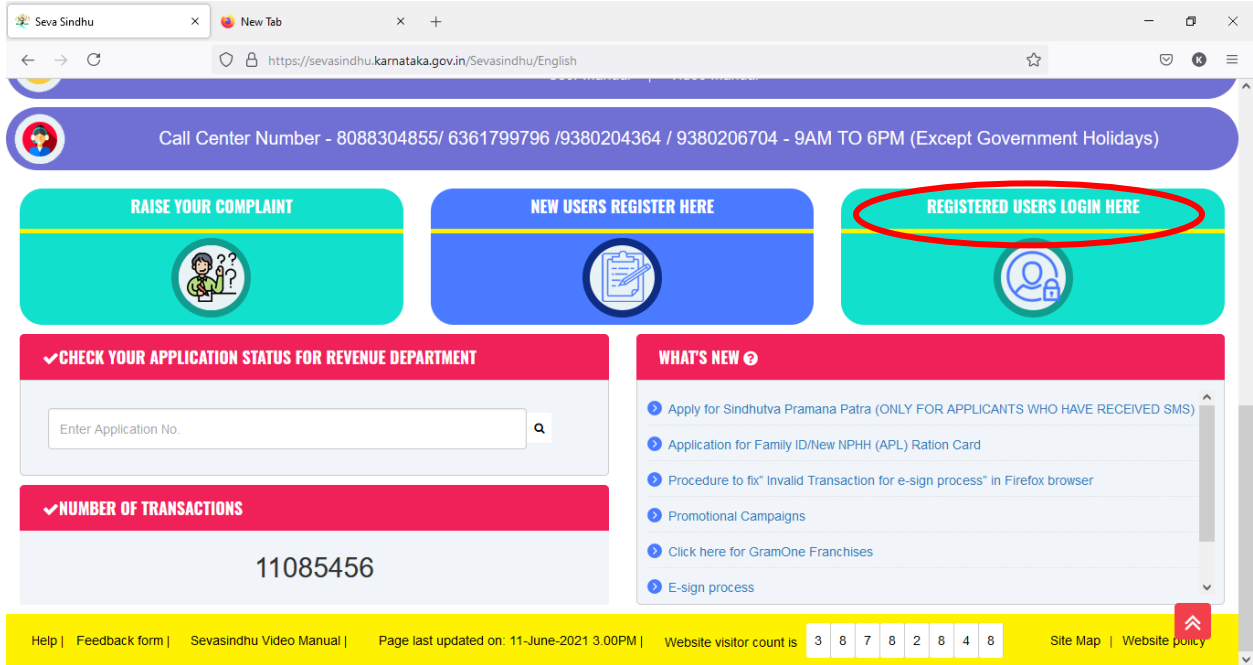 Seva Sindhu
New Tab
https://sevasindhu.karnataka.gov.in/Sevasindhu/English
K
User Manual | Video Manual
Call Center Number - 8088304855/ 6361799796 /9380204364 / 9380206704 - 9AM TO 6PM (Except Government Holidays)
RAISE YOUR COMPLAINT
NEW USERS REGISTER HERE
REGISTERED USERS LOGIN HERE
CHECK YOUR APPLICATION STATUS FOR REVENUE DEPARTMENT
Enter Application No.
NUMBER OF TRANSACTIONS
11085456
WHAT'S NEW
Apply for Sindhutva Pramana Patra (ONLY FOR APPLICANTS WHO HAVE RECEIVED SMS)
Application for Family ID/New NPHH (APL) Ration Card
Procedure to fix" Invalid Transaction for e-sign process" in Firefox browser
Promotional Campaigns
Click here for GramOne Franchises
E-sign process
Help | Feedback form | Sevasindhu Video Manual | Page last updated on: 11-June-2021 3.00PM | Website visitor count is 3 8 7 8 2 8 4 8 Site Map | Website policy